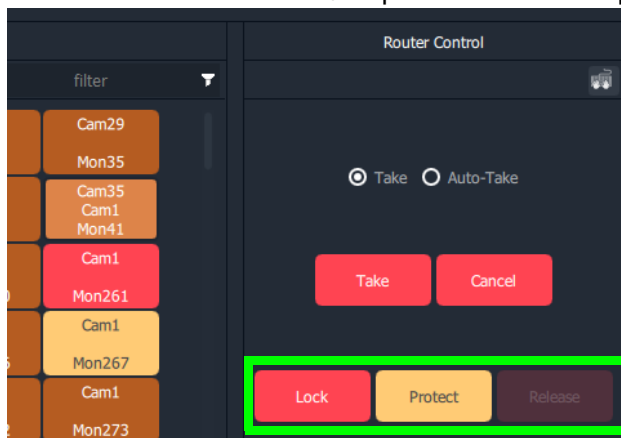 Router Control
filter
Cam29
Mon35
Take Auto-Take
Cam35
Cam1
Mon41
Cam1
Mon261
Take Cancel
Cam1
Mon267
Cam1
Mon273
Lock Protect Release